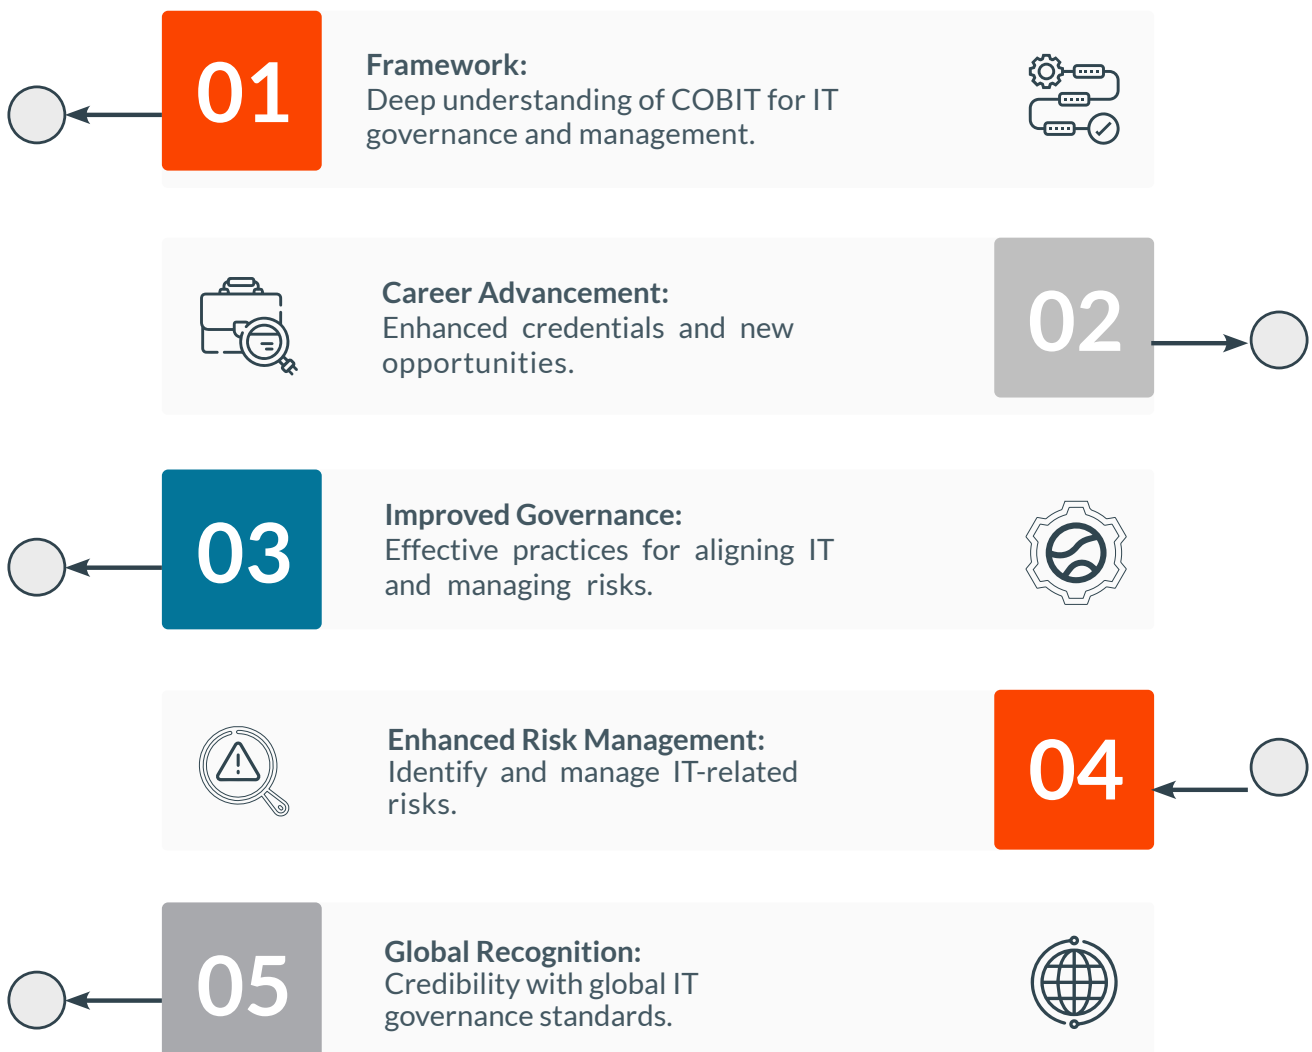 01
Framework:
Deep understanding of COBIT for IT
governance and management.
Career Advancement:
Enhanced credentials and new
opportunities.
02
03
Improved Governance:
Effective practices for aligning IT
and managing risks.
Enhanced Risk Management:
Identify and manage IT-related
risks.
04
05
Global Recognition:
Credibility with global IT
governance standards.